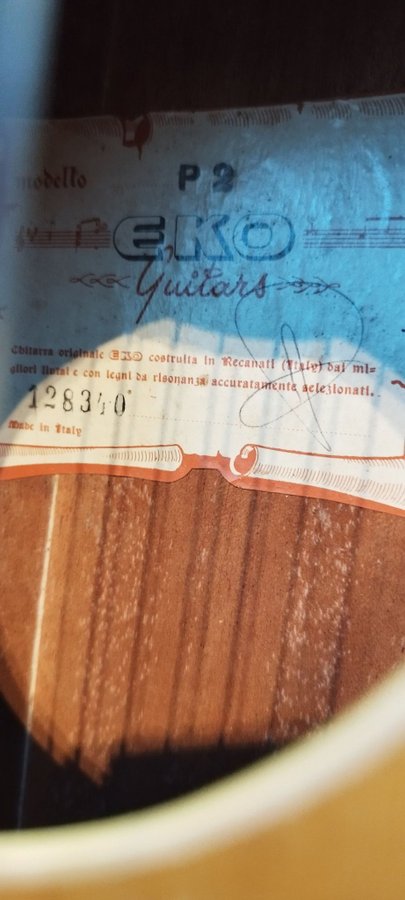 modello P 2
EKO
Guitars
Chitarra originale EKO costruita in Recanati (Italy) dai mi=
gliori liutai e con legni da risonanza accuratamente selezionati.
128340
Made in Italy